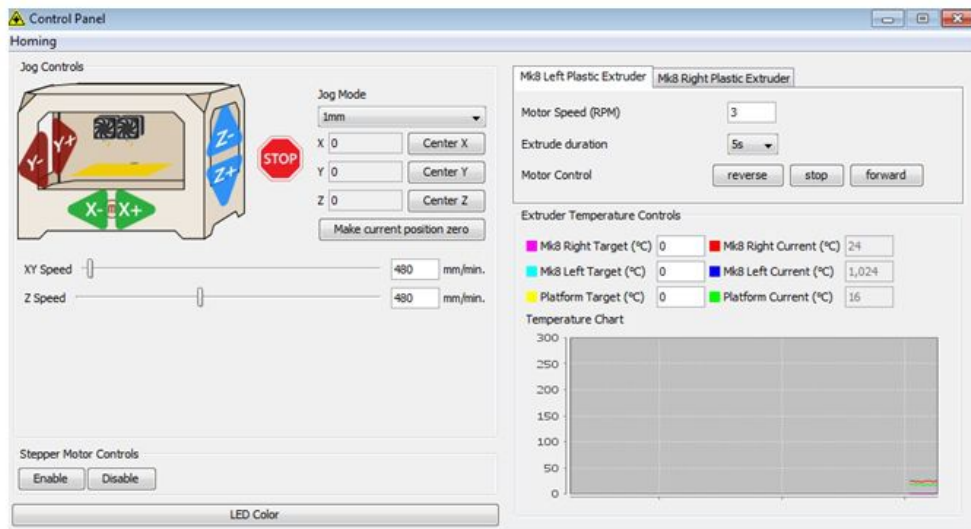 Control Panel
Homing
Jog Controls
Y- Y+
Z-
Z+
X- X+
STOP
Jog Mode
1mm
X 0 Center X
Y 0 Center Y
Z 0 Center Z
Make current position zero
XY Speed 480 mm/min.
Z Speed 480 mm/min.
Stepper Motor Controls
Enable Disable
LED Color
Mk8 Left Plastic Extruder Mk8 Right Plastic Extruder
Motor Speed (RPM) 3
Extrude duration 5s
Motor Control reverse stop forward
Extruder Temperature Controls
Mk8 Right Target (°C) 0 Mk8 Right Current (°C) 24
Mk8 Left Target (°C) 0 Mk8 Left Current (°C) 1,024
Platform Target (°C) 0 Platform Current (°C) 16
Temperature Chart
300
250
200
150
100
50
0